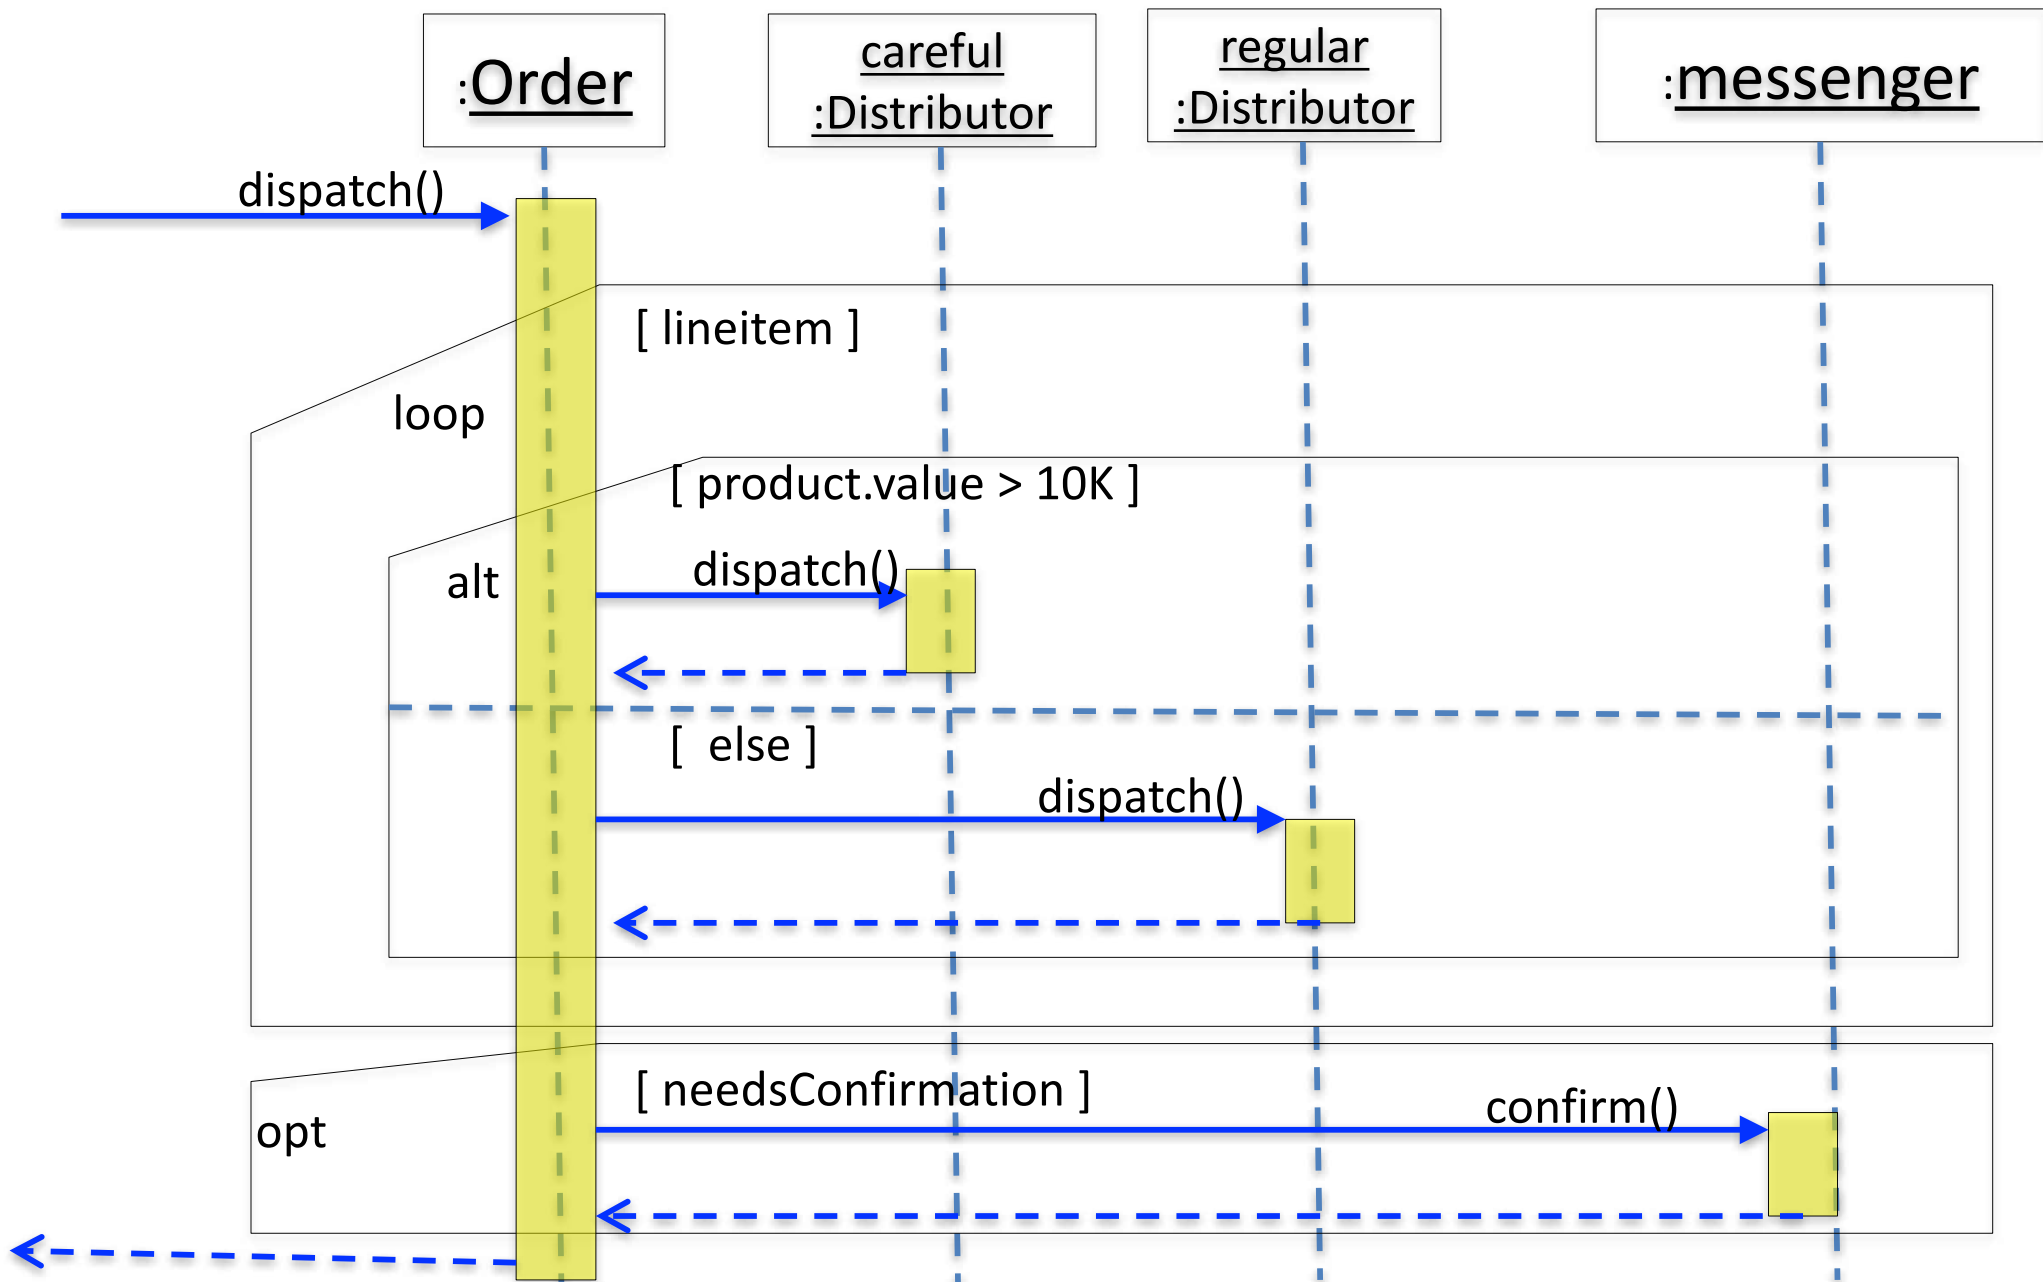 :Order
careful
:Distributor
regular
:Distributor
:messenger
dispatch()
[ lineitem ]
loop
[ product.value > 10K ]
alt
dispatch()
[ else ]
dispatch()
[ needsConfirmation ]
confirm()
opt